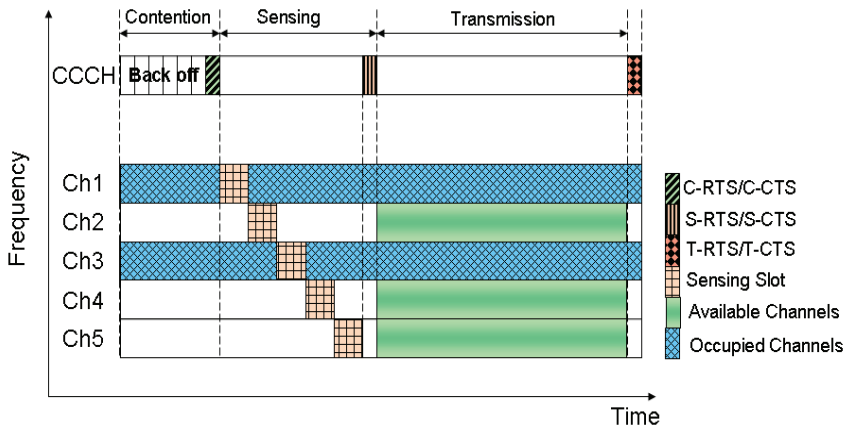 Contention
Sensing
Transmission
CCCH
Back off
Frequency
Ch1
Ch2
Ch3
Ch4
Ch5
C-RTS/C-CTS
S-RTS/S-CTS
T-RTS/T-CTS
Sensing Slot
Available Channels
Occupied Channels
Time